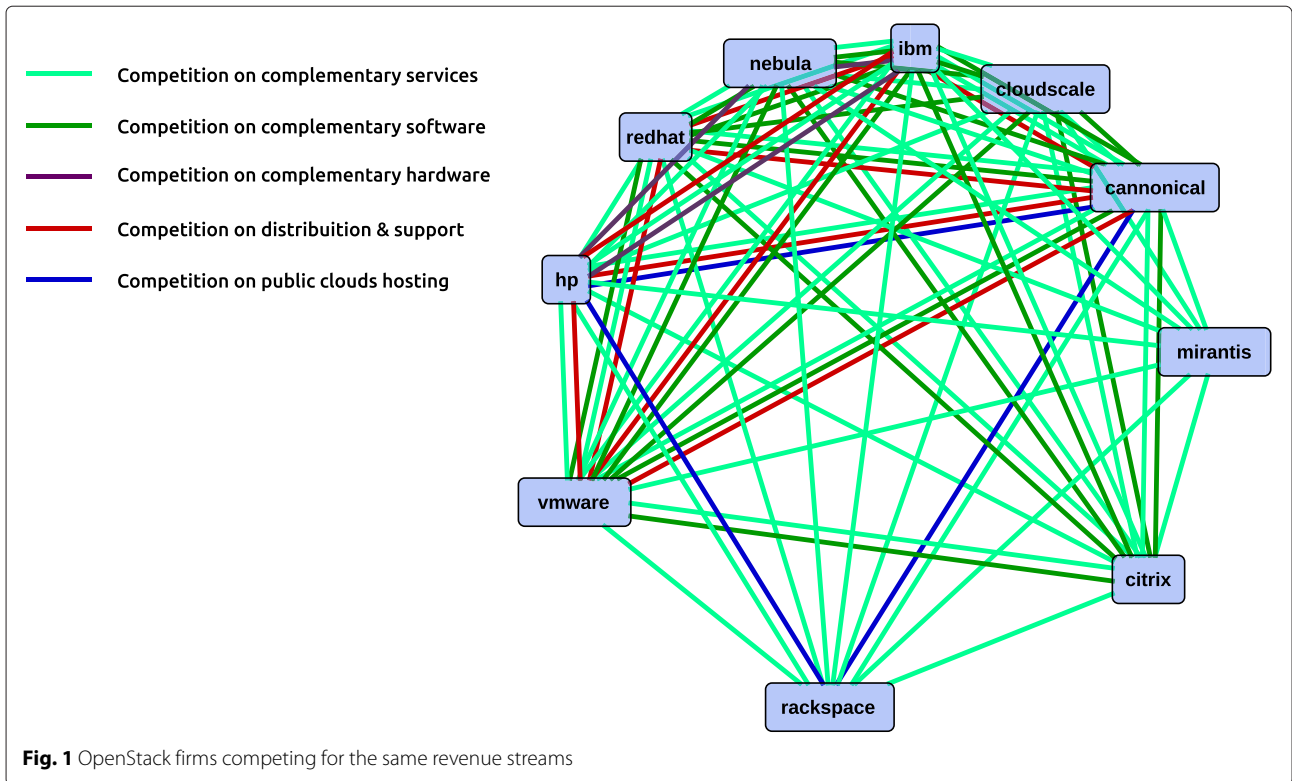 Competition on complementary services
Competition on complementary software
Competition on complementary hardware
Competition on distribuition & support
Competition on public clouds hosting
ibm
nebula
cloudscale
redhat
cannonical
hp
mirantis
vmware
citrix
rackspace
Fig. 1 OpenStack firms competing for the same revenue streams